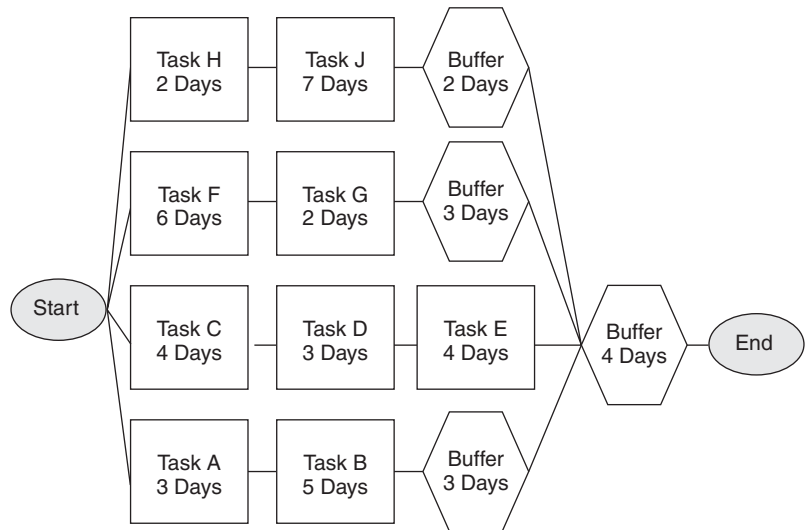 Task H
2 Days
Task J
7 Days
Buffer
2 Days
Task F
6 Days
Task G
2 Days
Buffer
3 Days
Start
Task C
4 Days
Task D
3 Days
Task E
4 Days
Buffer
4 Days
End
Task A
3 Days
Task B
5 Days
Buffer
3 Days